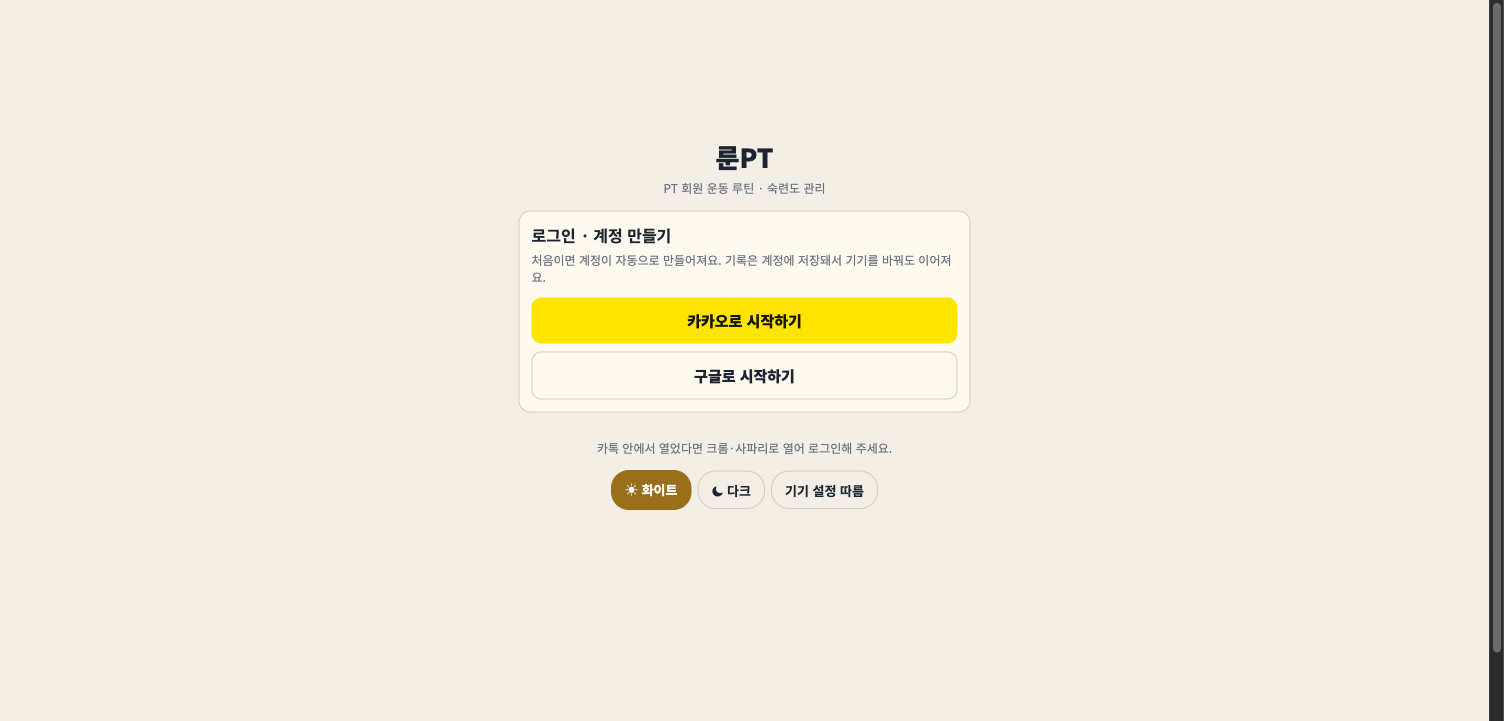 룬PT
PT 회원 운동 루틴 · 숙련도 관리
로그인 · 계정 만들기
처음이면 계정이 자동으로 만들어져요. 기록은 계정에 저장돼서 기기를 바꿔도 이어져
요.
카카오로 시작하기
구글로 시작하기
카톡 안에서 열었다면 크롬·사파리로 열어 로그인해 주세요.
☀ 화이트
☾ 다크
기기 설정 따름